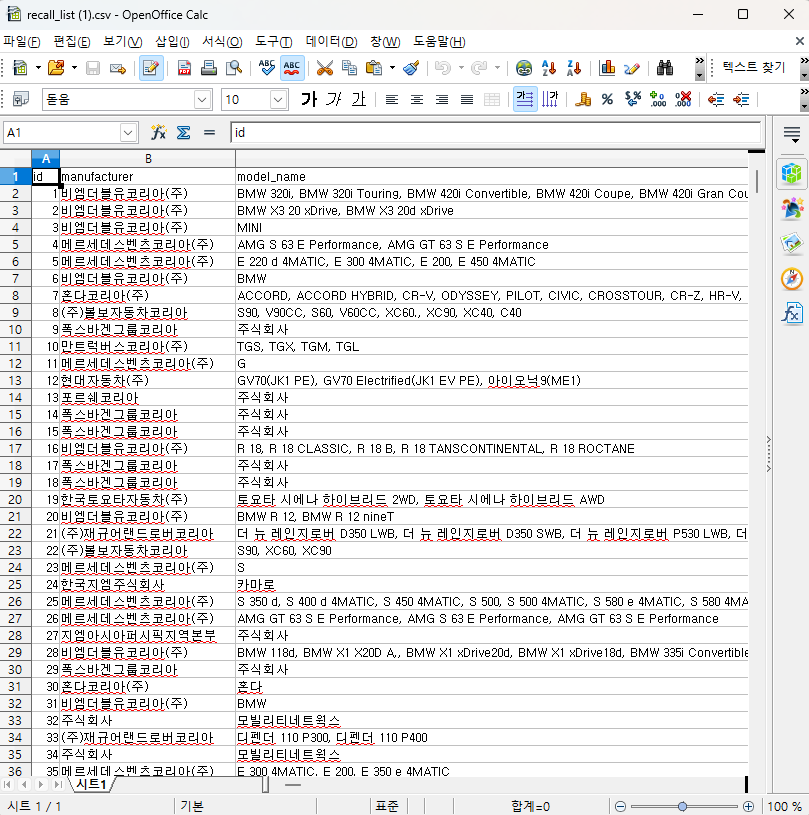 recall_list (1).csv - OpenOffice Calc
파일(F) 편집(E) 보기(V) 삽입(I) 서식(O) 도구(T) 데이터(D) 창(W) 도움말(H)
텍스트 찾기
돋움 10 가 가 가
A1 id
A B
1 id manufacturer model_name
2 1 비엠더블유코리아(주) BMW 320i, BMW 320i Touring, BMW 420i Convertible, BMW 420i Coupe, BMW 420i Gran Cou
3 2 비엠더블유코리아(주) BMW X3 20 xDrive, BMW X3 20d xDrive
4 3 비엠더블유코리아(주) MINI
5 4 메르세데스벤츠코리아(주) AMG S 63 E Performance, AMG GT 63 S E Performance
6 5 메르세데스벤츠코리아(주) E 220 d 4MATIC, E 300 4MATIC, E 200, E 450 4MATIC
7 6 비엠더블유코리아(주) BMW
8 7 혼다코리아(주) ACCORD, ACCORD HYBRID, CR-V, ODYSSEY, PILOT, CIVIC, CROSSTOUR, CR-Z, HR-V,
9 8 (주)볼보자동차코리아 S90, V90CC, S60, V60CC, XC60., XC90, XC40, C40
10 9 폭스바겐그룹코리아 주식회사
11 10 만트럭버스코리아(주) TGS, TGX, TGM, TGL
12 11 메르세데스벤츠코리아(주) G
13 12 현대자동차(주) GV70(JK1 PE), GV70 Electrified(JK1 EV PE), 아이오닉9(ME1)
14 13 포르쉐코리아 주식회사
15 14 폭스바겐그룹코리아 주식회사
16 15 폭스바겐그룹코리아 주식회사
17 16 비엠더블유코리아(주) R 18, R 18 CLASSIC, R 18 B, R 18 TANSCONTINENTAL, R 18 ROCTANE
18 17 폭스바겐그룹코리아 주식회사
19 18 폭스바겐그룹코리아 주식회사
20 19 한국토요타자동차(주) 토요타 시에나 하이브리드 2WD, 토요타 시에나 하이브리드 AWD
21 20 비엠더블유코리아(주) BMW R 12, BMW R 12 nineT
22 21 (주)재규어랜드로버코리아 더 뉴 레인지로버 D350 LWB, 더 뉴 레인지로버 D350 SWB, 더 뉴 레인지로버 P530 LWB, 더
23 22 (주)볼보자동차코리아 S90, XC60, XC90
24 23 메르세데스벤츠코리아(주) S
25 24 한국지엠주식회사 카마로
26 25 메르세데스벤츠코리아(주) S 350 d, S 400 d 4MATIC, S 450 4MATIC, S 500, S 500 4MATIC, S 580 e 4MATIC, S 580 4MA
27 26 메르세데스벤츠코리아(주) AMG GT 63 S E Performance, AMG S 63 E Performance, AMG GT 63 S E Performance
28 27 지엠아시아퍼시픽지역본부 주식회사
29 28 비엠더블유코리아(주) BMW 118d, BMW X1 X20D A,, BMW X1 xDrive20d, BMW X1 xDrive18d, BMW 335i Convertible
30 29 폭스바겐그룹코리아 주식회사
31 30 혼다코리아(주) 혼다
32 31 비엠더블유코리아(주) BMW
33 32 주식회사 모빌리티네트웍스
34 33 (주)재규어랜드로버코리아 디펜더 110 P300, 디펜더 110 P400
35 34 주식회사 모빌리티네트웍스
36 35 메르세데스벤츠코리아(주) E 300 4MATIC, E 200, E 350 e 4MATIC
시트1
시트 1 / 1 기본 표준 합계=0 100 %